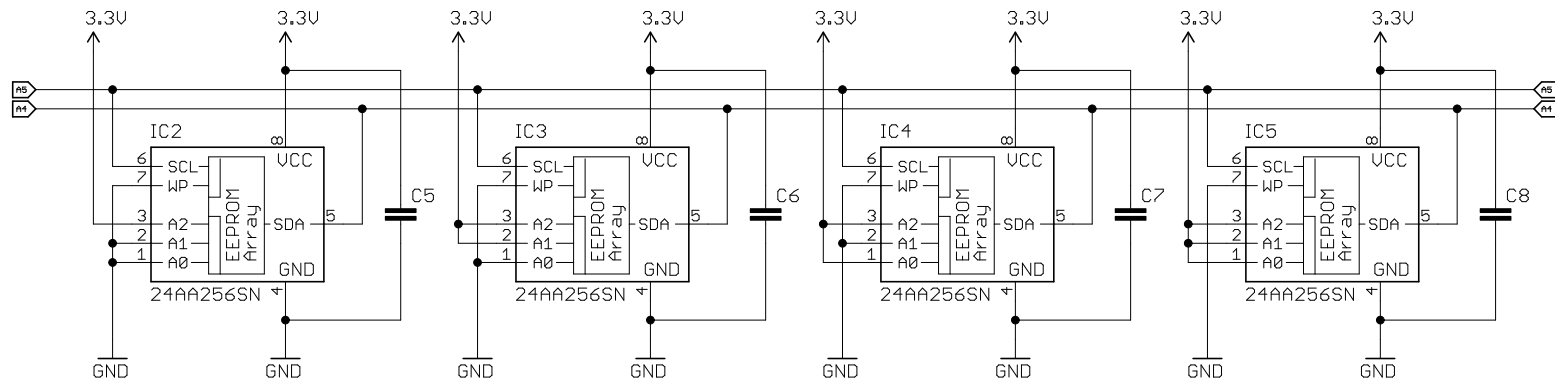 3.3V 3.3V 3.3V 3.3V 3.3V 3.3V 3.3V 3.3V
A5 A5
A4 A4
IC2 8 IC3 8 IC4 8 IC5 8
6 SCL VCC 6 SCL VCC 6 SCL VCC 6 SCL VCC
7 WP 7 WP 7 WP 7 WP
C5 C6 C7 C8
3 A2 SDA 5 3 A2 SDA 5 3 A2 SDA 5 3 A2 SDA 5
2 A1 2 A1 2 A1 2 A1
1 A0 1 A0 1 A0 1 A0
EEPROM EEPROM EEPROM EEPROM
Array Array Array Array
GND GND GND GND
24AA256SN 4 24AA256SN 4 24AA256SN 4 24AA256SN 4
GND GND GND GND GND GND GND GND